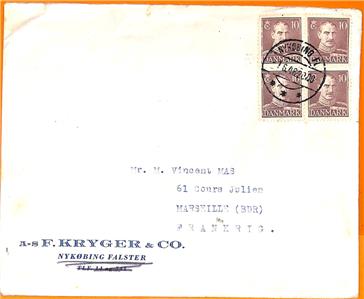 10 10
DANMARK DANMARK
NYKØBING F.
10 10
DANMARK DANMARK
Mr. M. Vincent MAS
61 Cours Julien
MARSEILLE (BDR)
FRANKRIG.
A-S F. KRYGER & CO.
NYKØBING FALSTER